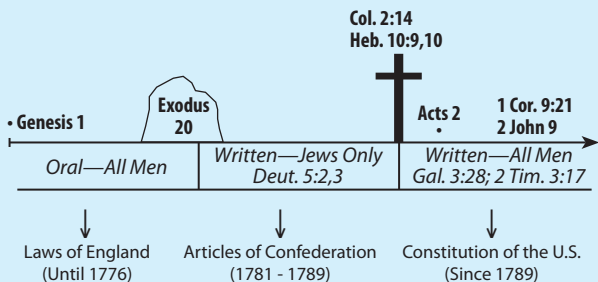 Col. 2:14
Heb. 10:9,10
• Genesis 1
Exodus
20
Acts 2
•
1 Cor. 9:21
2 John 9
Oral—All Men
Written—Jews Only
Deut. 5:2,3
Written—All Men
Gal. 3:28; 2 Tim. 3:17
Laws of England
(Until 1776)
Articles of Confederation
(1781 - 1789)
Constitution of the U.S.
(Since 1789)